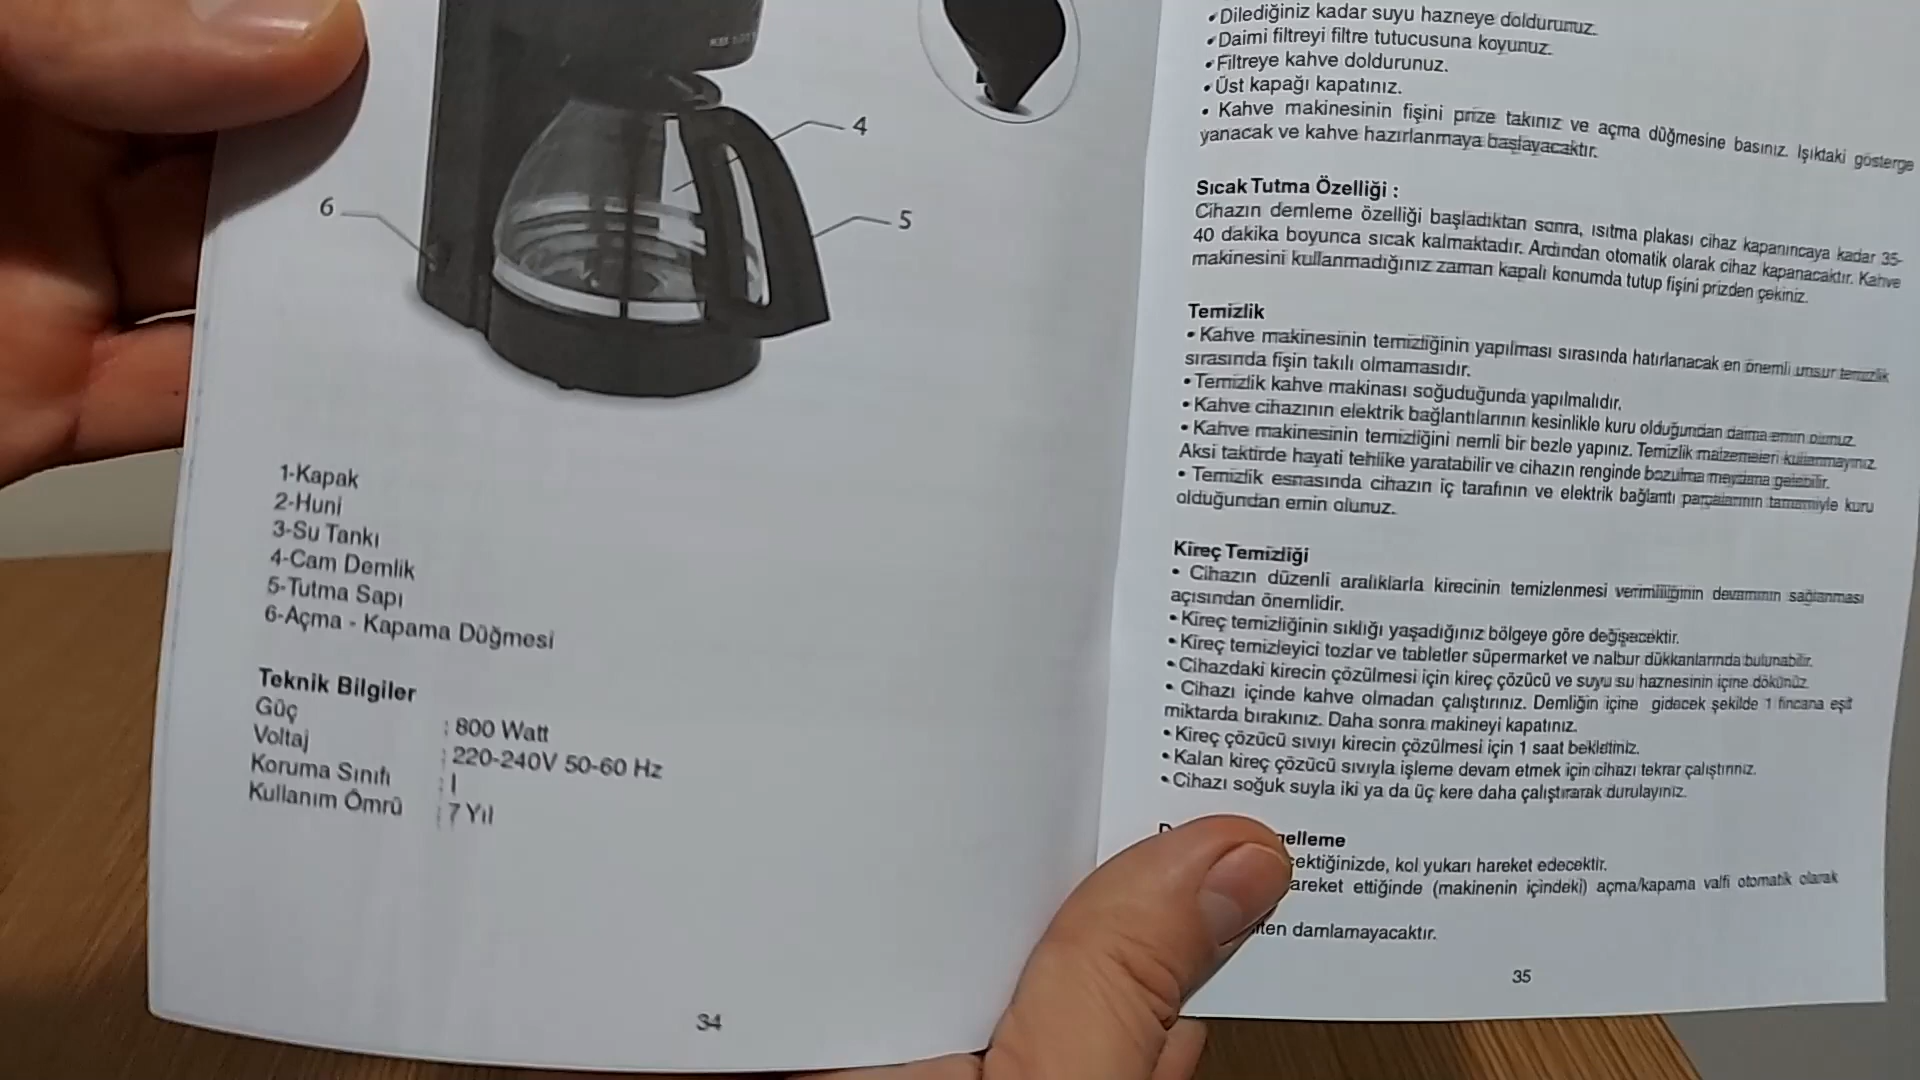 4
5
6
1-Kapak
2-Huni
3-Su Tankı
4-Cam Demlik
5-Tutma Sapı
6-Açma - Kapama Düğmesi
Teknik Bilgiler
Güç : 800 Watt
Voltaj : 220-240V 50-60 Hz
Koruma Sınıfı : I
Kullanım Ömrü : 7 Yıl
34
• Dilediğiniz kadar suyu hazneye doldurunuz.
• Daimi filtreyi filtre tutucusuna koyunuz.
• Filtreye kahve doldurunuz.
• Üst kapağı kapatınız.
• Kahve makinesinin fişini prize takınız ve açma düğmesine basınız. Işıktaki gösterge
yanacak ve kahve hazırlanmaya başlayacaktır.
Sıcak Tutma Özelliği :
Cihazın demleme özelliği başladıktan sonra, ısıtma plakası cihaz kapanıncaya kadar 35-
40 dakika boyunca sıcak kalmaktadır. Ardından otomatik olarak cihaz kapanacaktır. Kahve
makinesini kullanmadığınız zaman kapalı konumda tutup fişini prizden çekiniz.
Temizlik
• Kahve makinesinin temizliğinin yapılması sırasında hatırlanacak en önemli unsur temizlik
sırasında fişin takılı olmamasıdır.
• Temizlik kahve makinası soğuduğunda yapılmalıdır.
• Kahve cihazının elektrik bağlantılarının kesinlikle kuru olduğundan daima emin olunuz.
• Kahve makinesinin temizliğini nemli bir bezle yapınız. Temizlik malzemeleri kullanmayınız.
Aksi taktirde hayati tehlike yaratabilir ve cihazın renginde bozulma meydana gelebilir.
• Temizlik esnasında cihazın iç tarafının ve elektrik bağlantı parçalarının tamamiyle kuru
olduğundan emin olunuz.
Kireç Temizliği
• Cihazın düzenli aralıklarla kirecinin temizlenmesi verimliliğinin devamının sağlanması
açısından önemlidir.
• Kireç temizliğinin sıklığı yaşadığınız bölgeye göre değişecektir.
• Kireç temizleyici tozlar ve tabletler süpermarket ve nalbur dükkanlarında bulunabilir.
• Cihazdaki kirecin çözülmesi için kireç çözücü ve suyu su haznesinin içine dökünüz.
• Cihazı içinde kahve olmadan çalıştırınız. Demliğin içine gidecek şekilde 1 fincana eşit
miktarda bırakınız. Daha sonra makineyi kapatınız.
• Kireç çözücü sıvıyı kirecin çözülmesi için 1 saat bekletiniz.
• Kalan kireç çözücü sıvıyla işleme devam etmek için cihazı tekrar çalıştırınız.
• Cihazı soğuk suyla iki ya da üç kere daha çalıştırarak durulayınız.
kol yukarı hareket edecektir.
ettiğinde (makinenin içindeki) açma/kapama valfi otomatik olarak
damlamayacaktır.
35